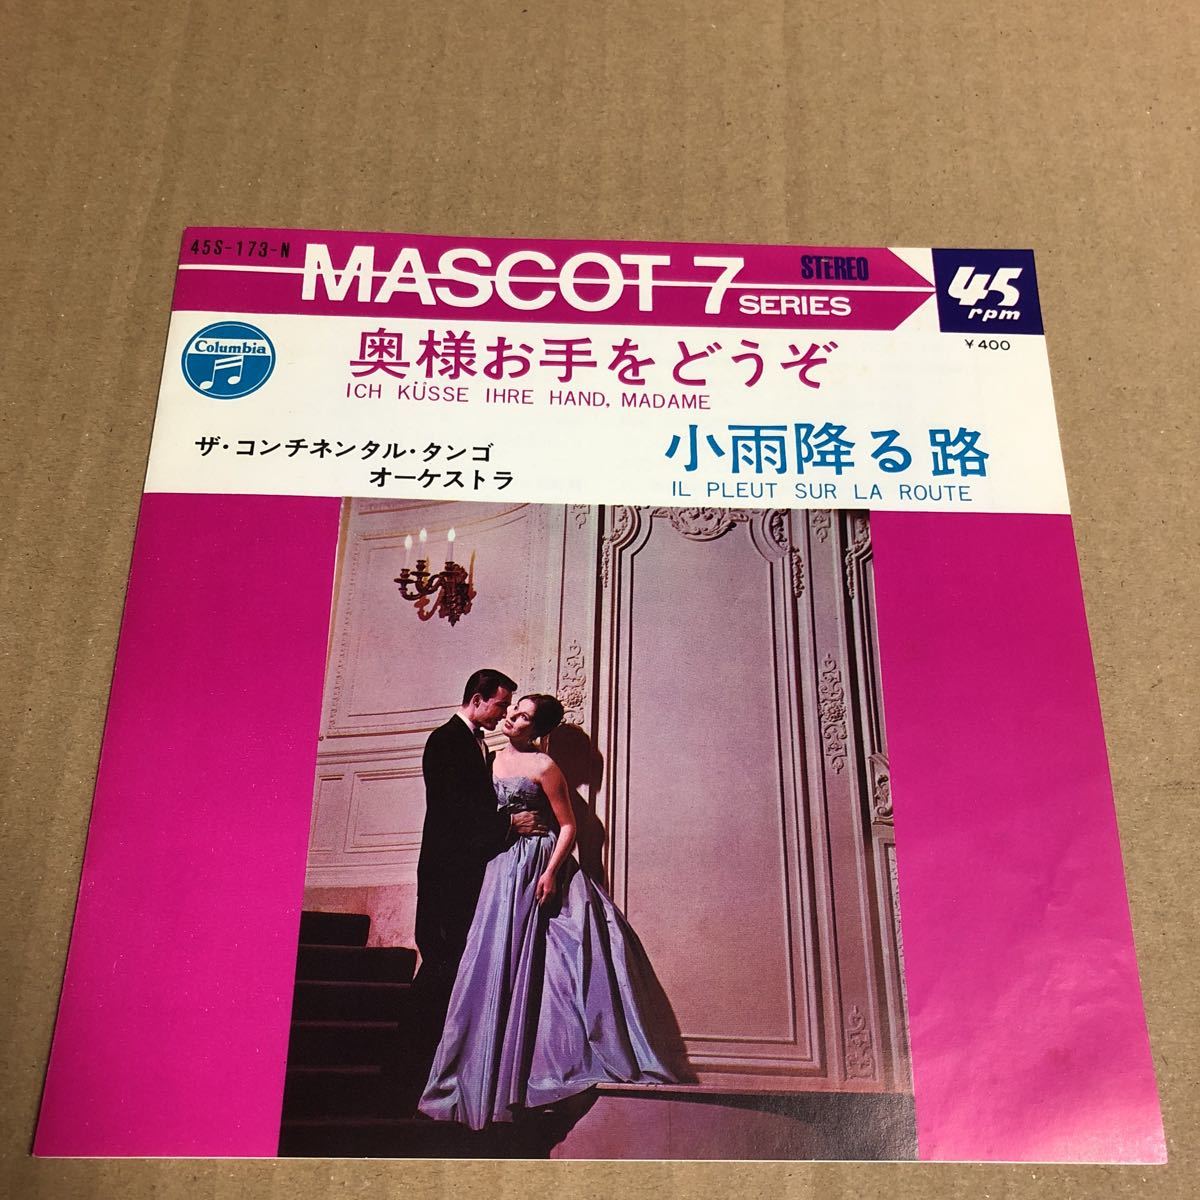 45S-173-N
MASCOT 7 SERIES
STEREO
45 rpm
¥400
Columbia
奥様お手をどうぞ
ICH KÜSSE IHRE HAND, MADAME
ザ・コンチネンタル・タンゴ
オーケストラ
小雨降る路
IL PLEUT SUR LA ROUTE